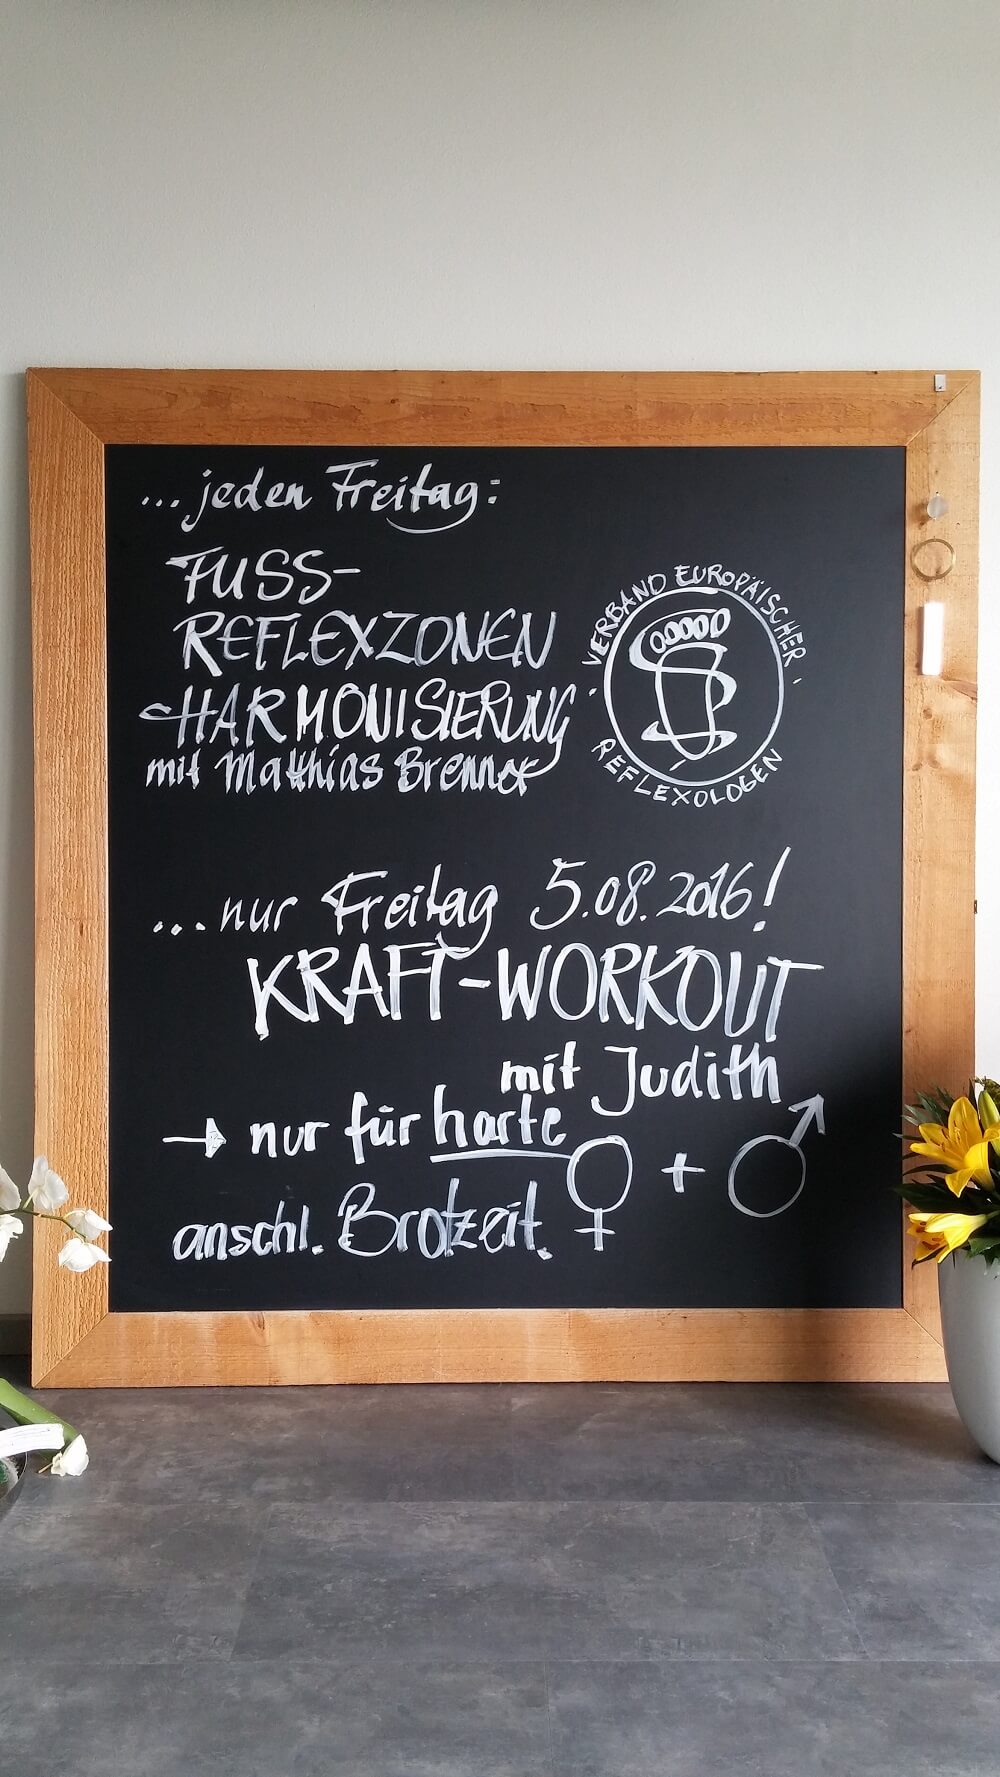 ...jeden Freitag:
FUSS-
REFLEXZONEN
-HARMONISIERUNG
mit Matthias Brenner
· VERBAND EUROPÄISCHER ·
REFLEXOLOGEN
...nur Freitag 5.08.2016!
KRAFT-WORKOUT
mit Judith
→ nur für harte ♀ + ♂
anschl. Brotzeit.